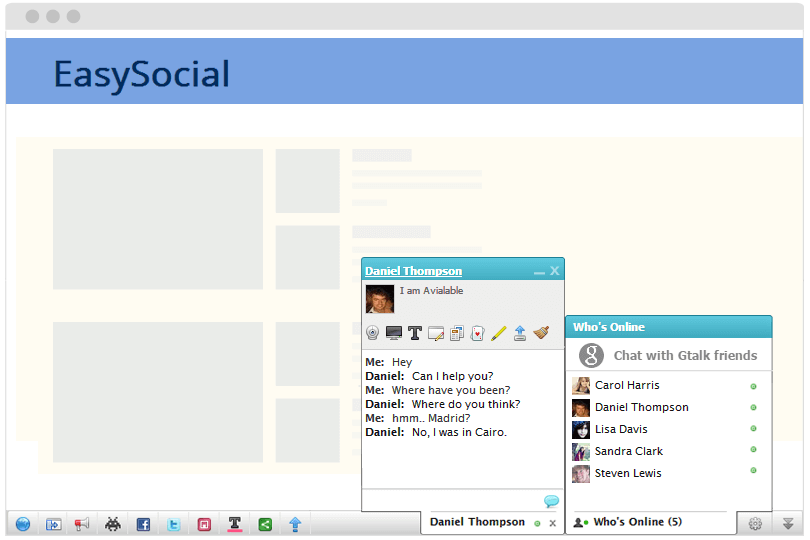 EasySocial
Daniel Thompson
I am Avialable
Me: Hey
Daniel: Can I help you?
Me: Where have you been?
Daniel: Where do you think?
Me: hmm.. Madrid?
Daniel: No, I was in Cairo.
Who's Online
g Chat with Gtalk friends
Carol Harris
Daniel Thompson
Lisa Davis
Sandra Clark
Steven Lewis
Daniel Thompson
Who's Online (5)